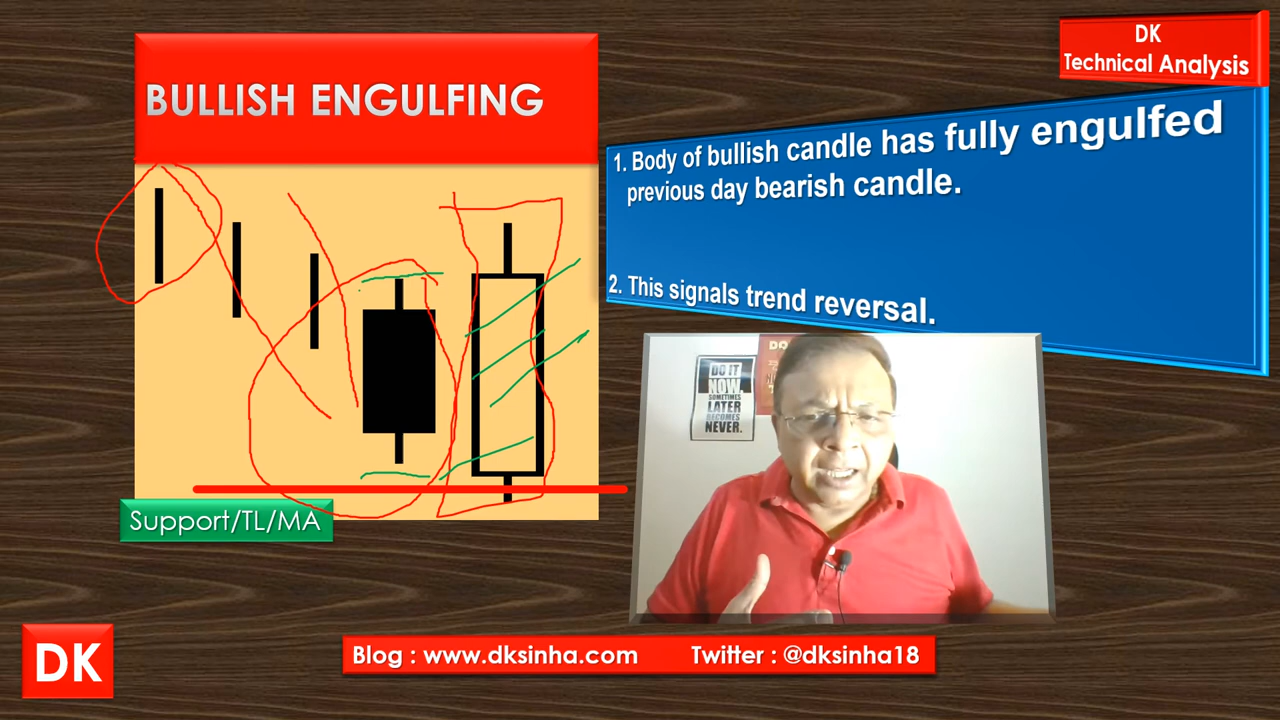 DK
Technical Analysis
BULLISH ENGULFING
1. Body of bullish candle has fully engulfed
previous day bearish candle.
2. This signals trend reversal.
DO IT
NOW.
SOMETIMES
LATER
BECOMES
NEVER.
Support/TL/MA
DK
Blog : www.dksinha.com Twitter : @dksinha18